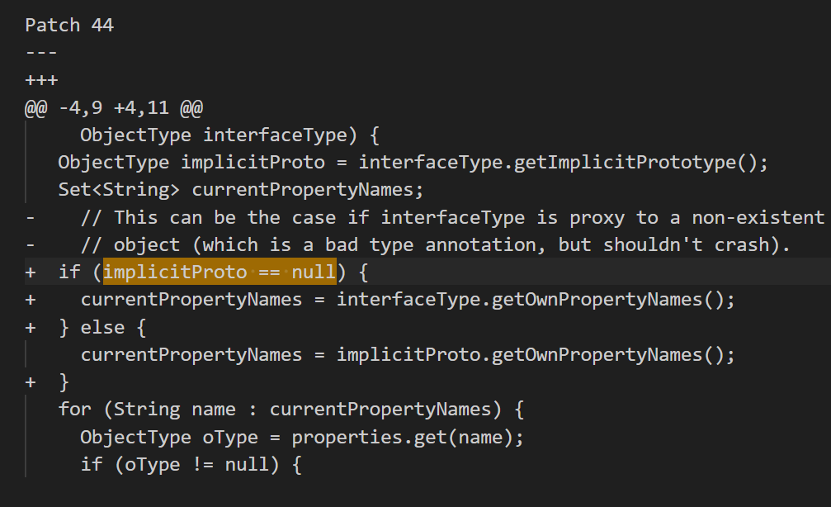 Patch 44
---
+++
@@ -4,9 +4,11 @@
     ObjectType interfaceType) {
   ObjectType implicitProto = interfaceType.getImplicitPrototype();
   Set<String> currentPropertyNames;
-    // This can be the case if interfaceType is proxy to a non-existent
-    // object (which is a bad type annotation, but shouldn't crash).
+  if (implicitProto == null) {
+    currentPropertyNames = interfaceType.getOwnPropertyNames();
+  } else {
     currentPropertyNames = implicitProto.getOwnPropertyNames();
+  }
   for (String name : currentPropertyNames) {
     ObjectType oType = properties.get(name);
     if (oType != null) {